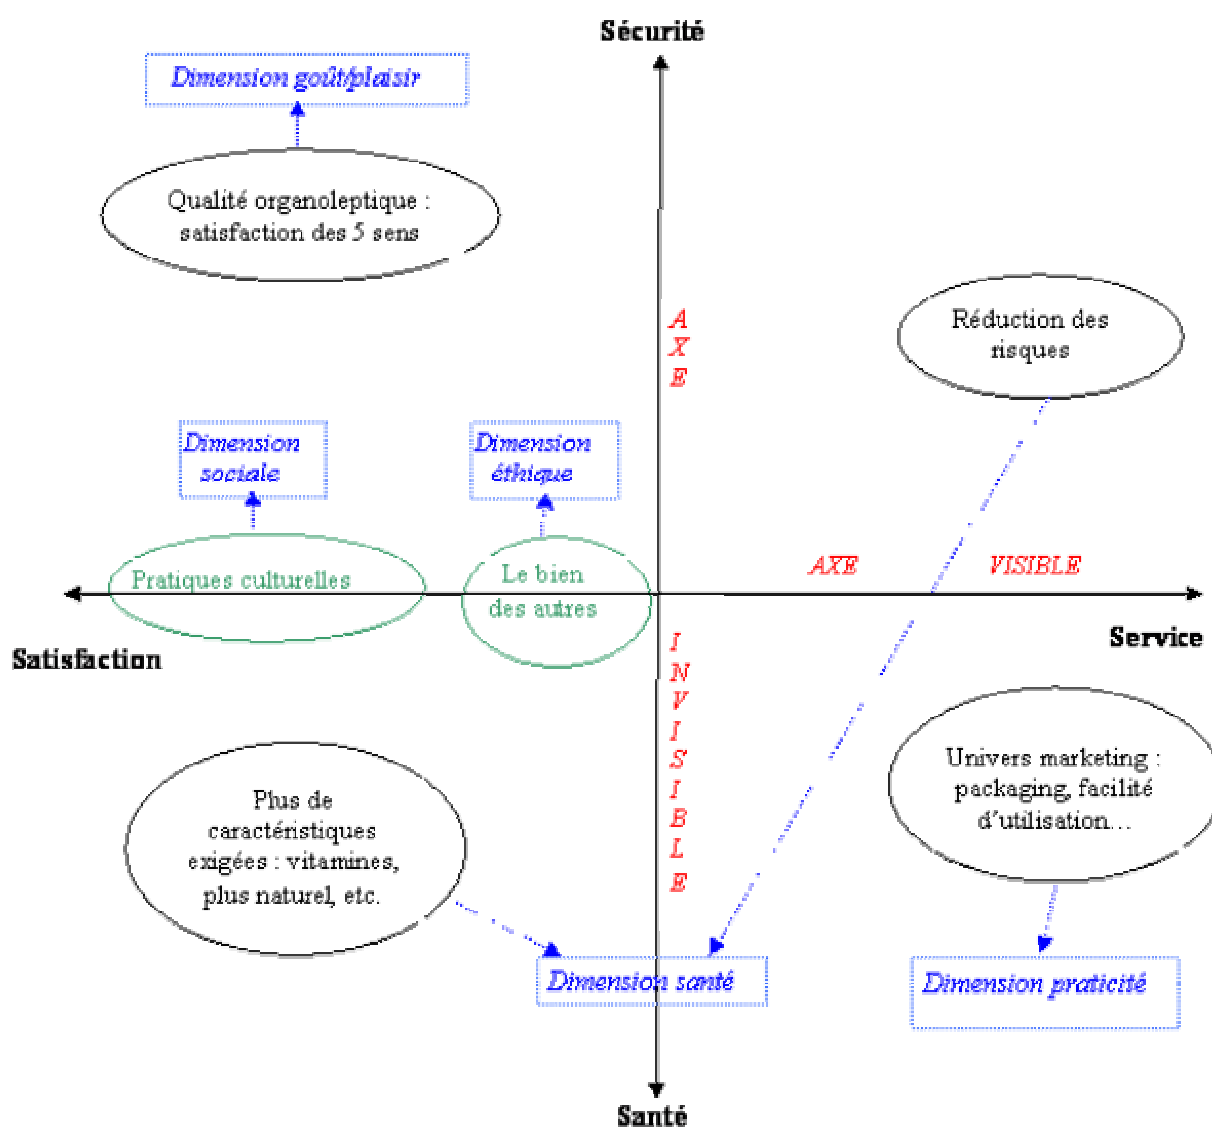 Sécurité
Dimension goût/plaisir
Qualité organoleptique :
satisfaction des 5 sens
A
X
E
Réduction des
risques
Dimension
sociale
Dimension
éthique
Pratiques culturelles
Le bien
des autres
AXE VISIBLE
Satisfaction
Service
I
N
V
I
S
I
B
L
E
Univers marketing :
packaging, facilité
d'utilisation...
Plus de
caractéristiques
exigées : vitamines,
plus naturel, etc.
Dimension santé
Dimension praticité
Santé